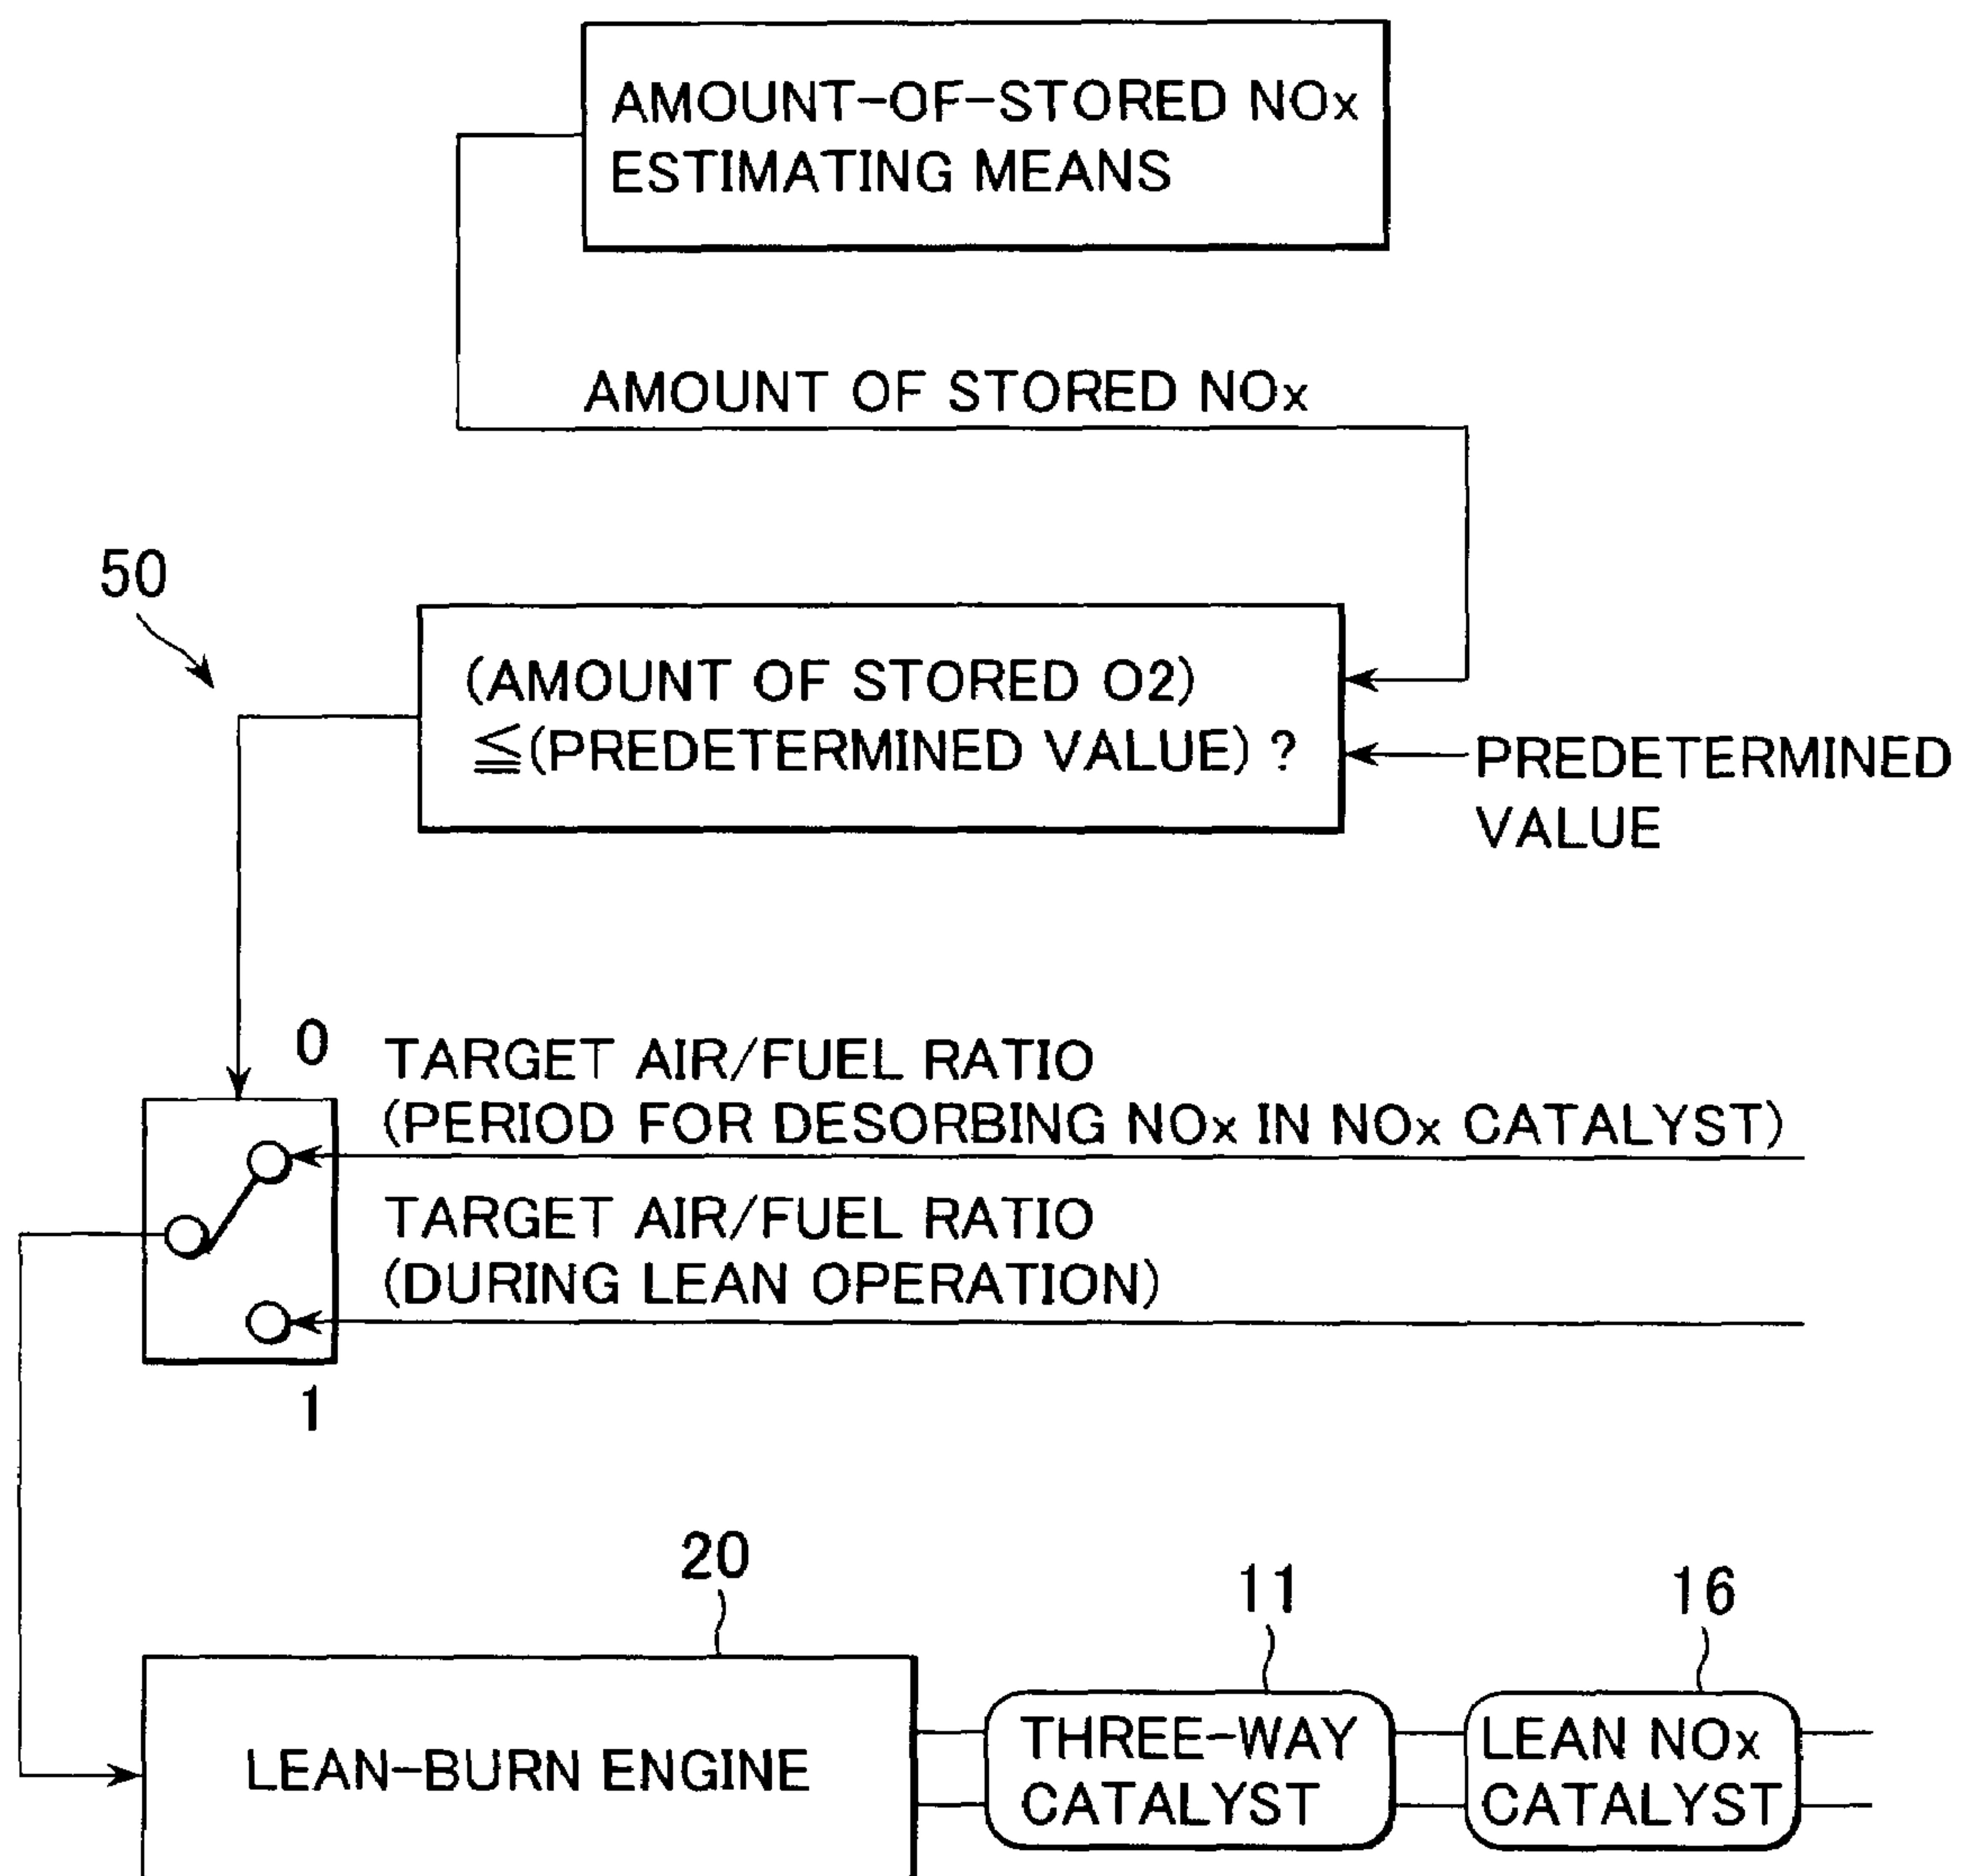 AMOUNT-OF-STORED NOx
ESTIMATING MEANS
AMOUNT OF STORED NOx
50
(AMOUNT OF STORED O2)
≦(PREDETERMINED VALUE) ?
PREDETERMINED
VALUE
0
TARGET AIR/FUEL RATIO
(PERIOD FOR DESORBING NOx IN NOx CATALYST)
TARGET AIR/FUEL RATIO
(DURING LEAN OPERATION)
1
20
11
16
LEAN-BURN ENGINE
THREE-WAY
CATALYST
LEAN NOx
CATALYST